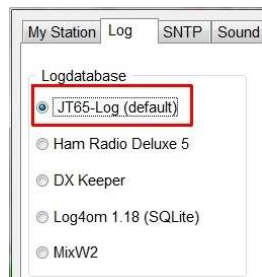 My Station Log SNTP Sound
Logdatabase
JT65-Log (default)
Ham Radio Deluxe 5
DX Keeper
Log4om 1.18 (SQLite)
MixW2